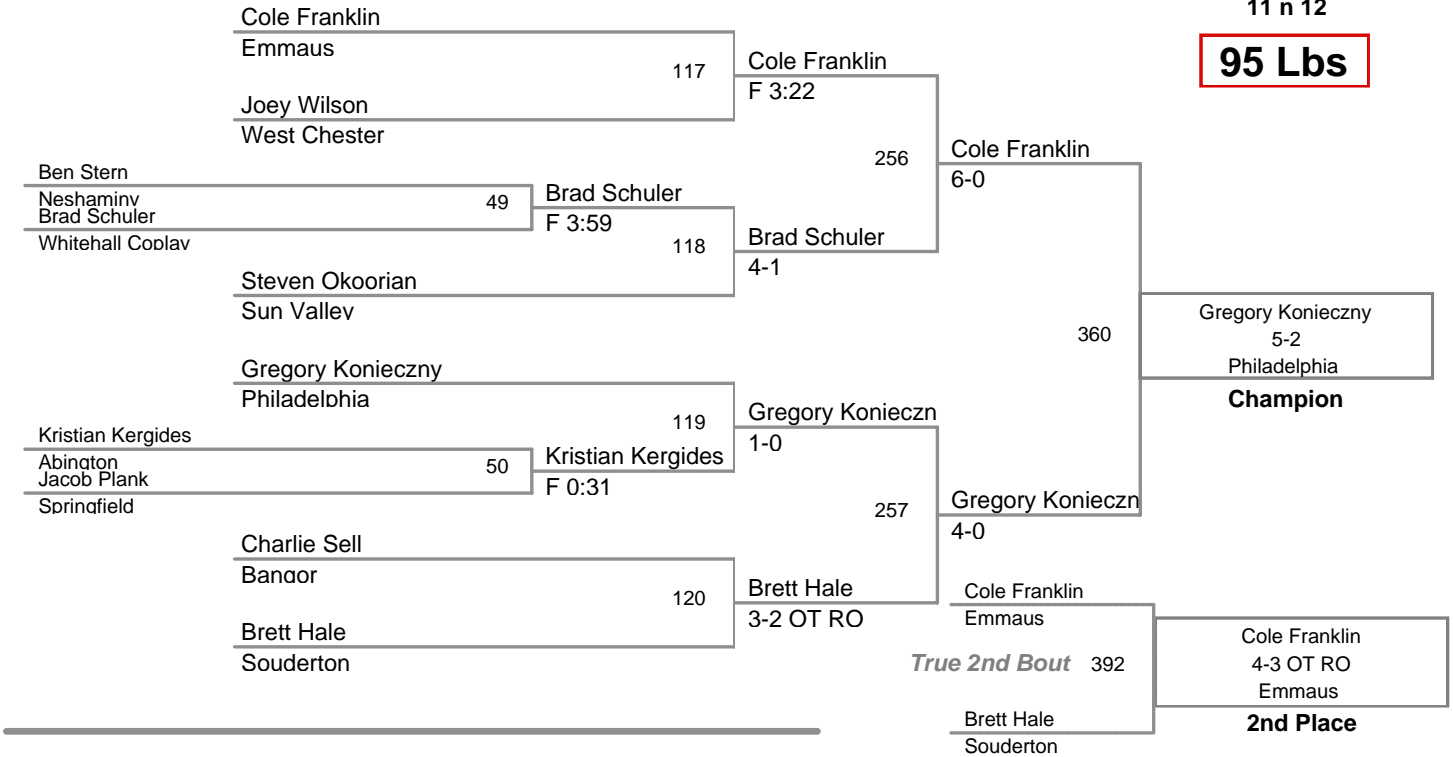 11 n 12
95 Lbs
Cole Franklin
Emmaus
117
Joey Wilson
West Chester
Cole Franklin
F 3:22
Ben Stern
Neshaminy
Brad Schuler
Whitehall Coplay
49
Brad Schuler
F 3:59
118
Steven Okoorian
Sun Valley
Brad Schuler
4-1
256
Cole Franklin
6-0
Gregory Konieczny
Philadelphia
119
Kristian Kergides
Abington
Jacob Plank
Springfield
50
Kristian Kergides
F 0:31
Gregory Konieczn
1-0
257
Charlie Sell
Bangor
120
Brett Hale
Souderton
Brett Hale
3-2 OT RO
Gregory Konieczn
4-0
360
Gregory Konieczny
5-2
Philadelphia
Champion
Cole Franklin
Emmaus
True 2nd Bout 392
Brett Hale
Souderton
Cole Franklin
4-3 OT RO
Emmaus
2nd Place